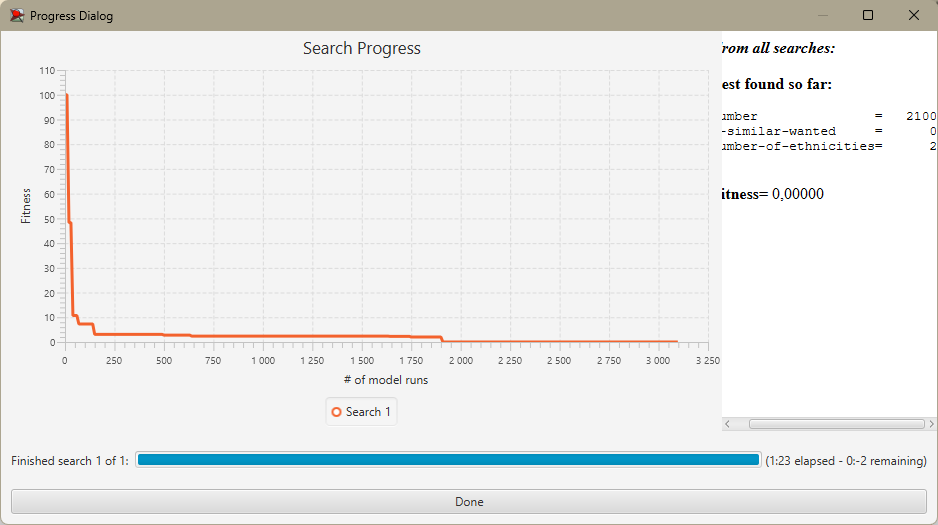 Progress Dialog
Search Progress
rom all searches:
est found so far:
umber = 2100
-similar-wanted = 0
umber-of-ethnicities= 2
itness= 0,00000
Fitness
110
100
90
80
70
60
50
40
30
20
10
0
0 250 500 750 1 000 1 250 1 500 1 750 2 000 2 250 2 500 2 750 3 000 3 250
# of model runs
Search 1
Finished search 1 of 1: (1:23 elapsed - 0:-2 remaining)
Done